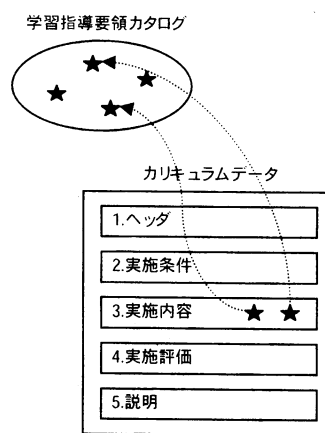 学習指導要領カタログ
カリキュラムデータ
1.ヘッダ
2.実施条件
3.実施内容
4.実施評価
5.説明